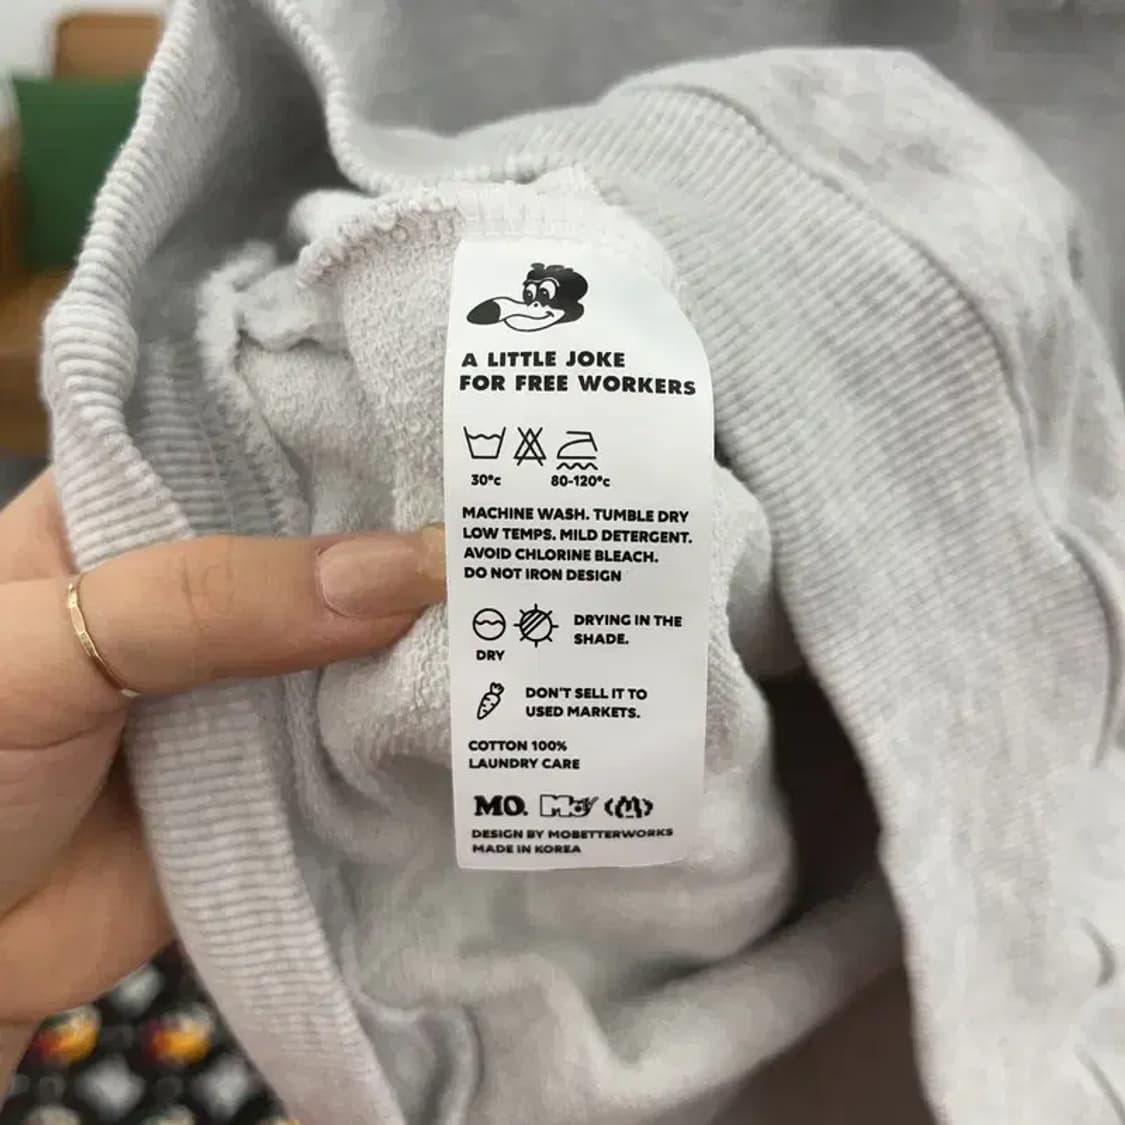 A LITTLE JOKE
FOR FREE WORKERS
30°c 80-120°c
MACHINE WASH. TUMBLE DRY
LOW TEMPS. MILD DETERGENT.
AVOID CHLORINE BLEACH.
DO NOT IRON DESIGN
DRYING IN THE
SHADE.
DRY
DON'T SELL IT TO
USED MARKETS.
COTTON 100%
LAUNDRY CARE
MO.
DESIGN BY MOBETTERWORKS
MADE IN KOREA